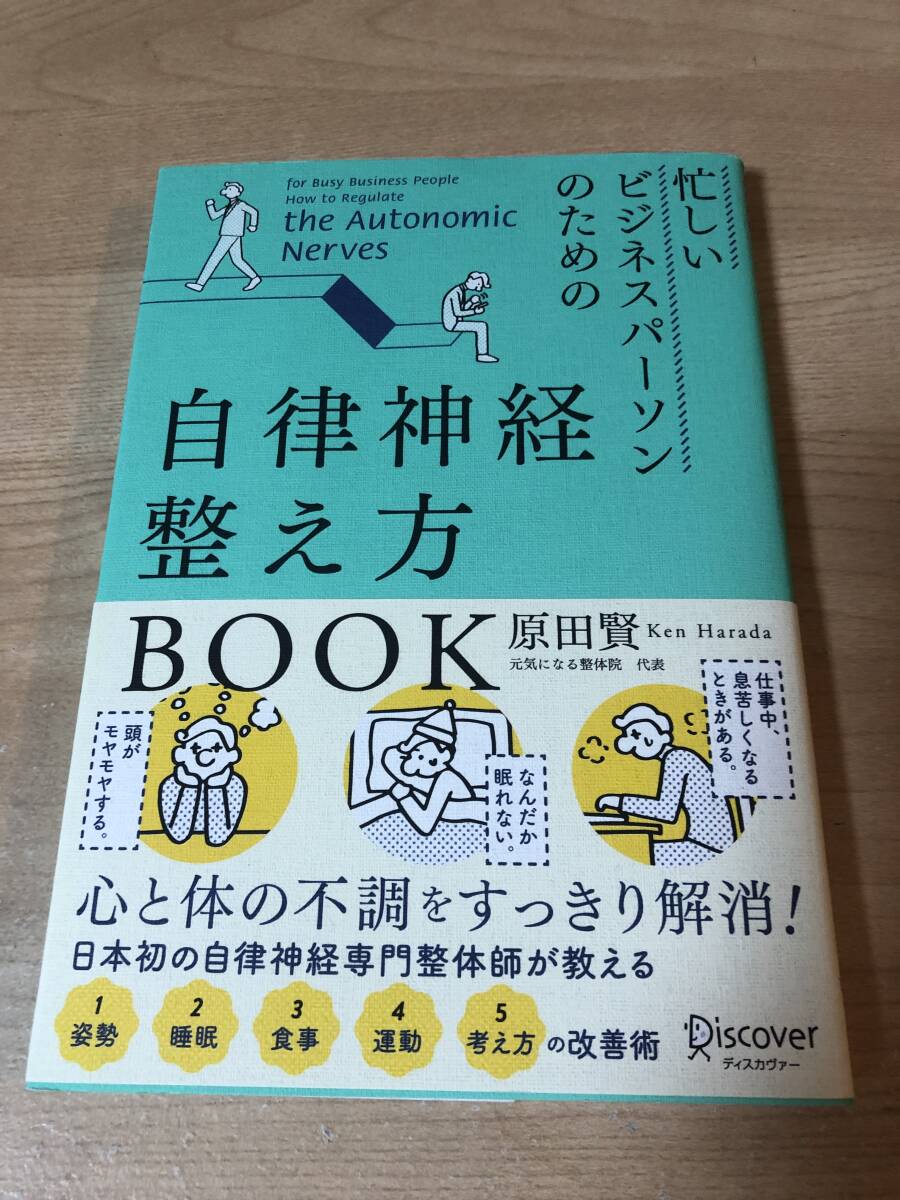 忙しい
ビジネスパーソン
のための
for Busy Business People
How to Regulate
the Autonomic
Nerves
自律神経
整え方
BOOK
原田賢 Ken Harada
元気になる整体院 代表
頭が
モヤモヤする。
なんだか
眠れない。
仕事中、
息苦しくなる
ときがある。
心と体の不調をすっきり解消!
日本初の自律神経専門整体師が教える
1 姿勢
2 睡眠
3 食事
4 運動
5 考え方
の改善術
Discover
ディスカヴァー